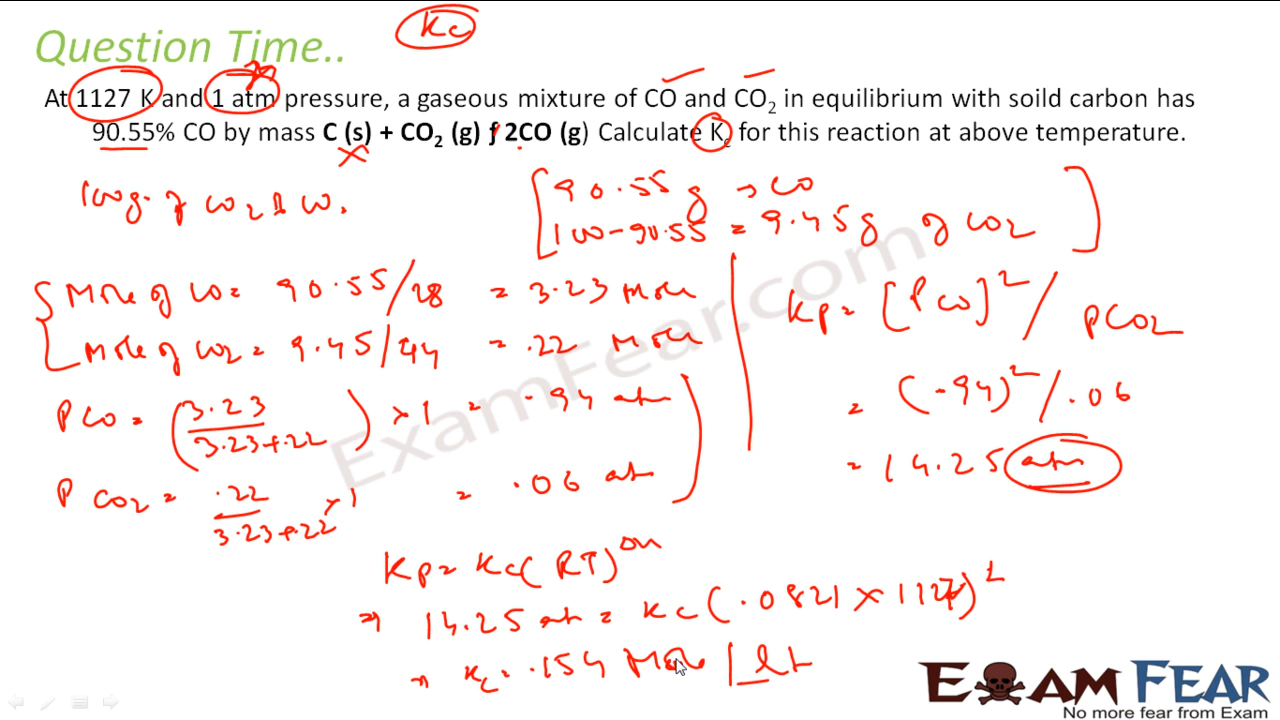 Question Time..
Kc
At 1127 K and 1 atm pressure, a gaseous mixture of CO and CO2 in equilibrium with soild carbon has
90.55% CO by mass C (s) + CO2 (g) ƒ 2CO (g) Calculate Kc for this reaction at above temperature.
100g. of CO2 & CO.
90.55 g → CO
100-90.55 = 9.45g of CO2
Mole of CO = 90.55/28 = 3.23 Mole
Mole of CO2 = 9.45/44 = .22 Mole
PCO = (3.23/3.23+.22) × 1 = .94 atm
P CO2 = .22/3.23+.22 × 1 = .06 at
Kp = [PCO]2 / PCO2
= (.94)2/.06
= 14.25 atm
Kp = Kc (RT)Δn
⇒ 14.25 at = Kc (.0821 × 1127)1
Kc = .154 Mole / lt
ExamFear.com
EXAM FEAR
No more fear from Exam